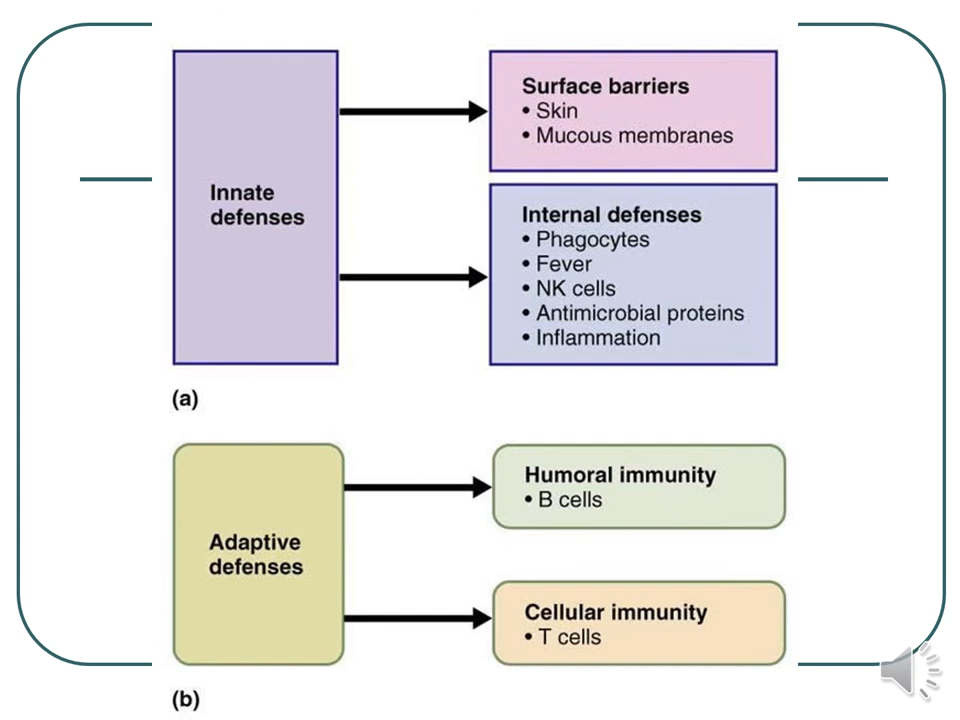 Innate
defenses
Surface barriers
• Skin
• Mucous membranes
Internal defenses
• Phagocytes
• Fever
• NK cells
• Antimicrobial proteins
• Inflammation
(a)
Adaptive
defenses
Humoral immunity
• B cells
Cellular immunity
• T cells
(b)